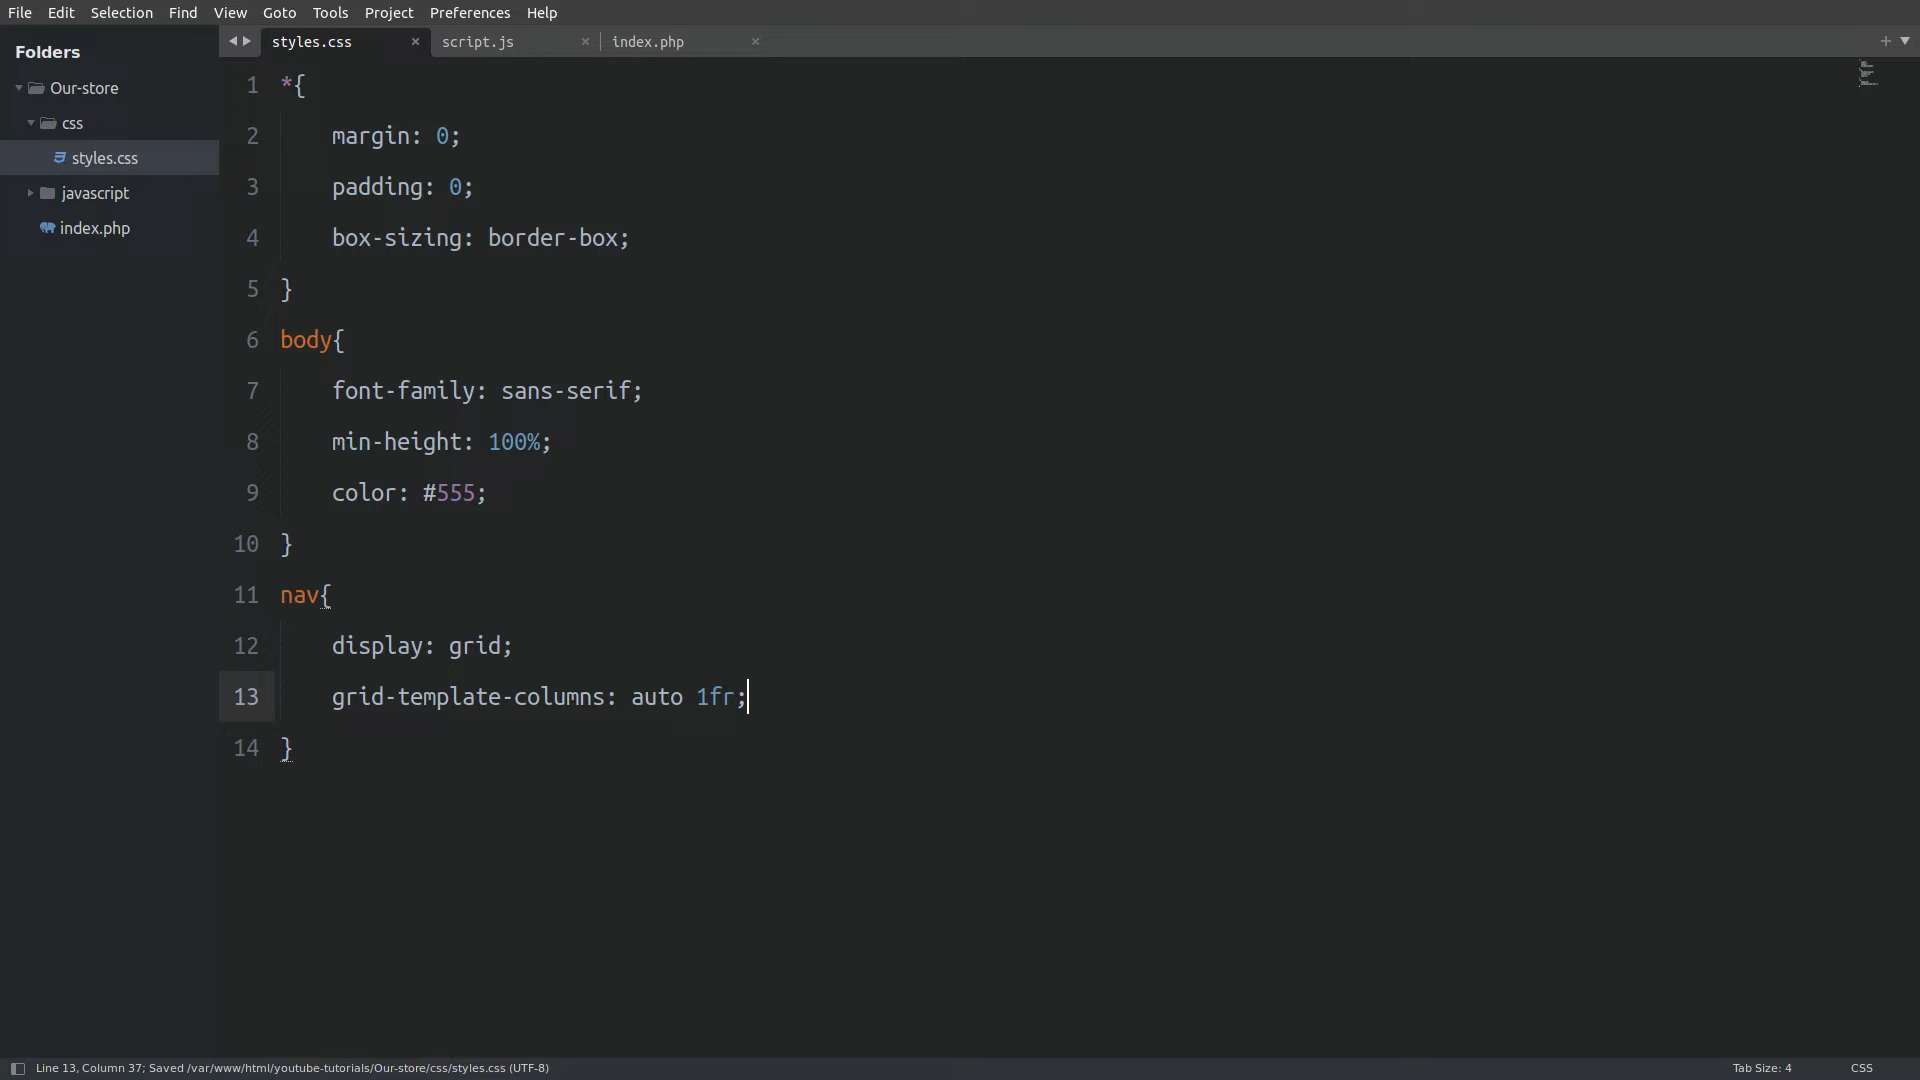 File Edit Selection Find View Goto Tools Project Preferences Help
Folders
Our-store
css
styles.css
javascript
index.php
styles.css × script.js × index.php ×
1 *{
2 margin: 0;
3 padding: 0;
4 box-sizing: border-box;
5 }
6 body{
7 font-family: sans-serif;
8 min-height: 100%;
9 color: #555;
10 }
11 nav{
12 display: grid;
13 grid-template-columns: auto 1fr;
14 }
Line 13, Column 37; Saved /var/www/html/youtube-tutorials/Our-store/css/styles.css (UTF-8)
Tab Size: 4 CSS